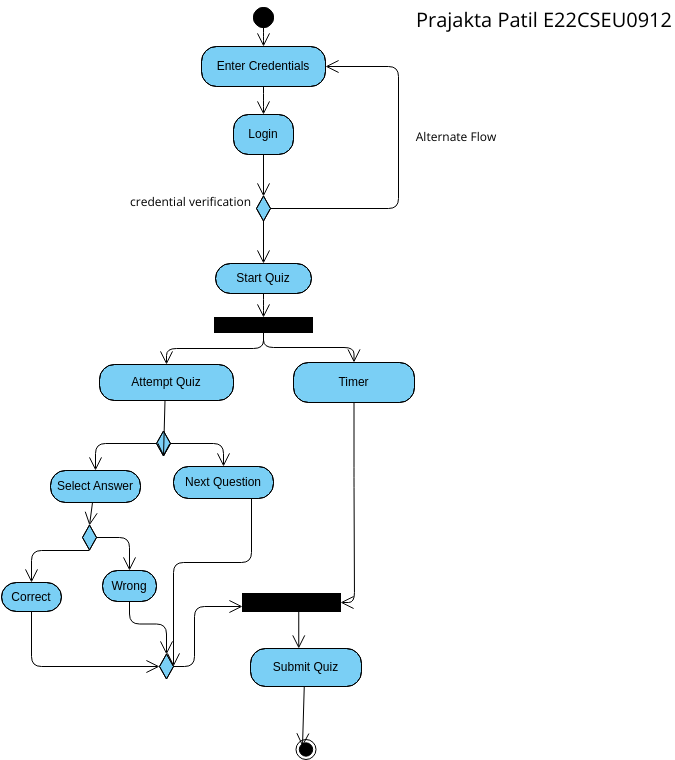 Prajakta Patil E22CSEU0912
Enter Credentials
Login
Alternate Flow
credential verification
Start Quiz
Attempt Quiz
Timer
Select Answer
Next Question
Correct
Wrong
Submit Quiz